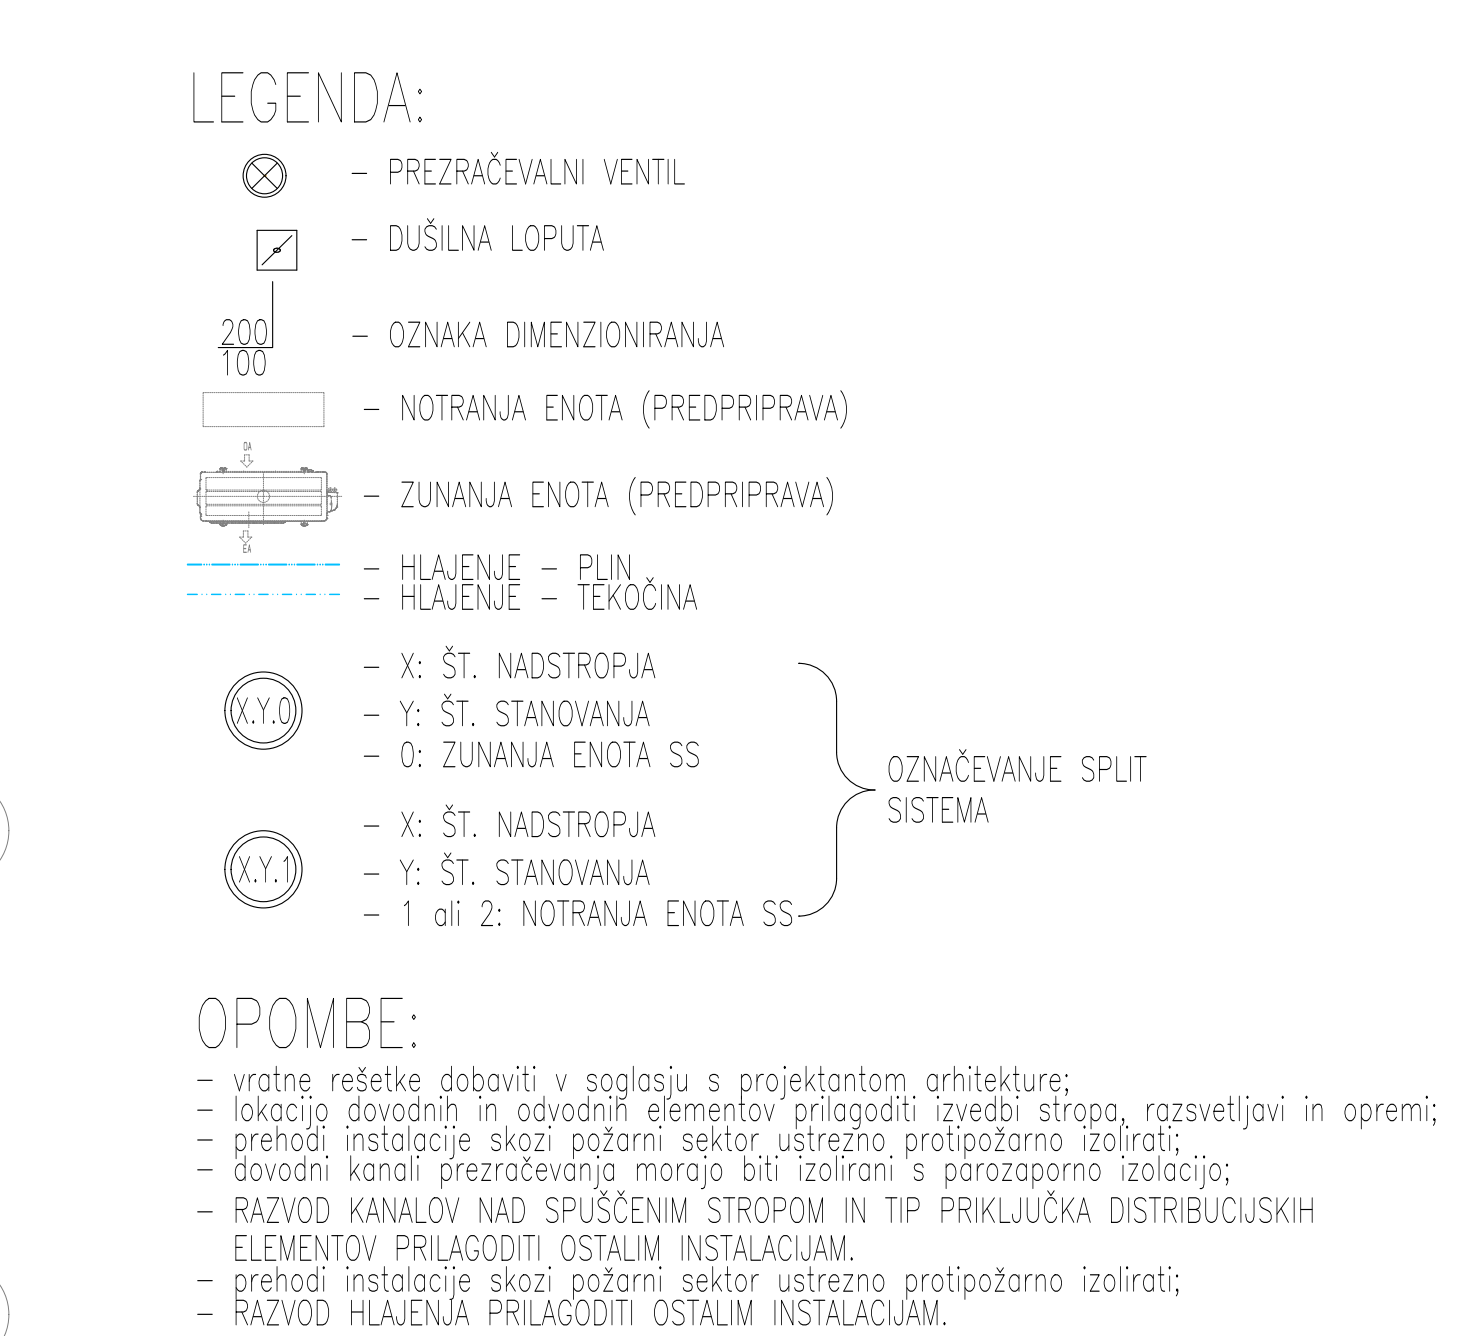 LEGENDA:
– PREZRAČEVALNI VENTIL
– DUŠILNA LOPUTA
200
100
– OZNAKA DIMENZIONIRANJA
– NOTRANJA ENOTA (PREDPRIPRAVA)
OA
– ZUNANJA ENOTA (PREDPRIPRAVA)
EA
– HLAJENJE – PLIN
– HLAJENJE – TEKOČINA
X.Y.0
– X: ŠT. NADSTROPJA
– Y: ŠT. STANOVANJA
– 0: ZUNANJA ENOTA SS
X.Y.1
– X: ŠT. NADSTROPJA
– Y: ŠT. STANOVANJA
– 1 ali 2: NOTRANJA ENOTA SS
OZNAČEVANJE SPLIT
SISTEMA
OPOMBE:
– vratne rešetke dobaviti v soglasju s projektantom arhitekture;
– lokacijo dovodnih in odvodnih elementov prilagoditi izvedbi stropa, razsvetljavi in opremi;
– prehodi instalacije skozi požarni sektor ustrezno protipožarno izolirati;
– dovodni kanali prezračevanja morajo biti izolirani s parozaporno izolacijo;
– RAZVOD KANALOV NAD SPUŠČENIM STROPOM IN TIP PRIKLJUČKA DISTRIBUCIJSKIH
ELEMENTOV PRILAGODITI OSTALIM INSTALACIJAM.
– prehodi instalacije skozi požarni sektor ustrezno protipožarno izolirati;
– RAZVOD HLAJENJA PRILAGODITI OSTALIM INSTALACIJAM.